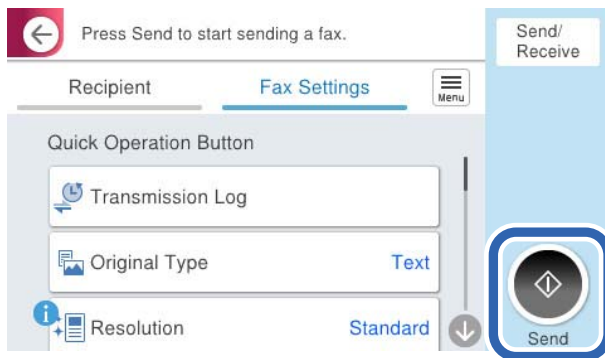 Press Send to start sending a fax.
Send/
Receive
Recipient
Fax Settings
Menu
Quick Operation Button
Transmission Log
Original Type
Text
i
Resolution
Standard
Send